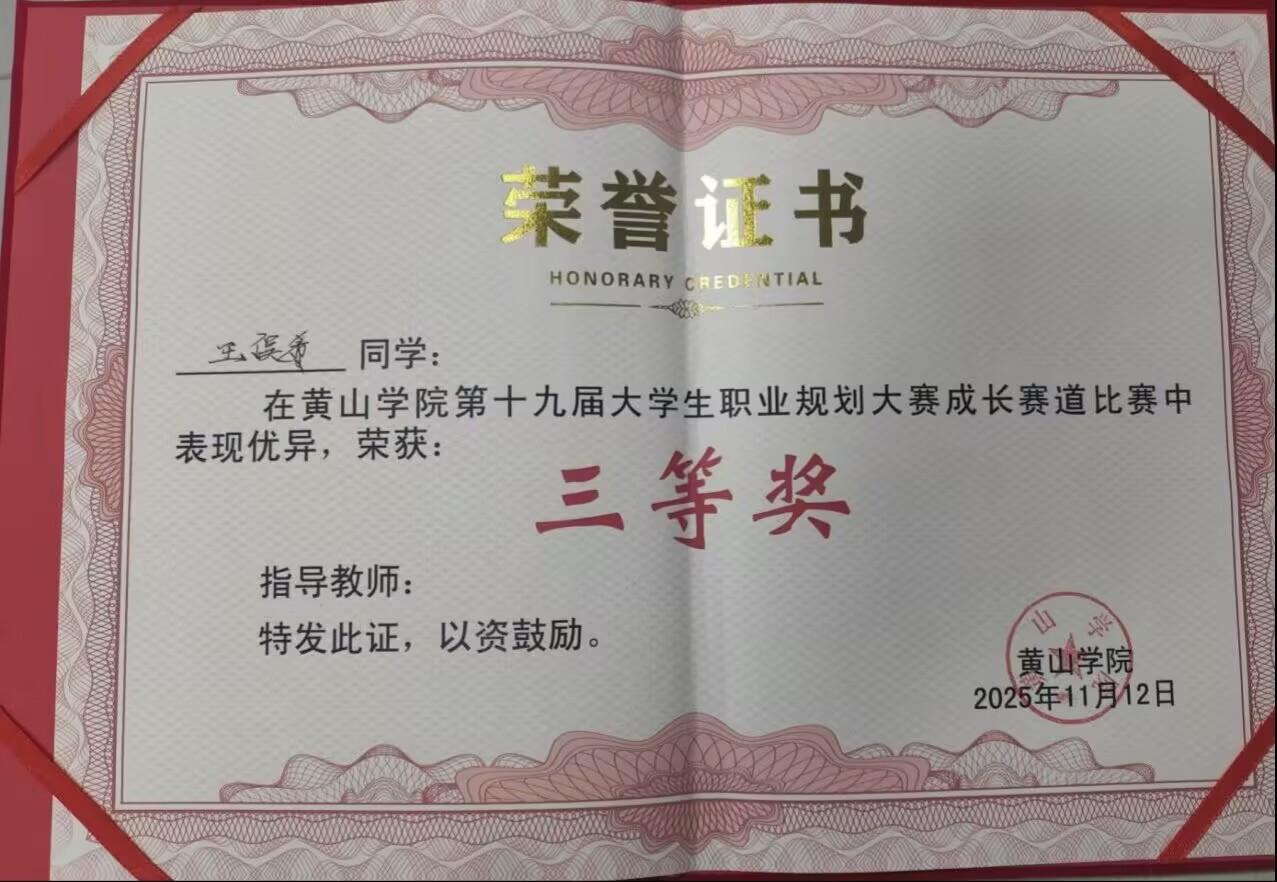 荣誉证书
HONORARY CREDENTIAL
同学：
在黄山学院第十九届大学生职业规划大赛成长赛道比赛中
表现优异，荣获：
三等奖
指导教师：
特发此证，以资鼓励。
黄山学院
2025年11月12日